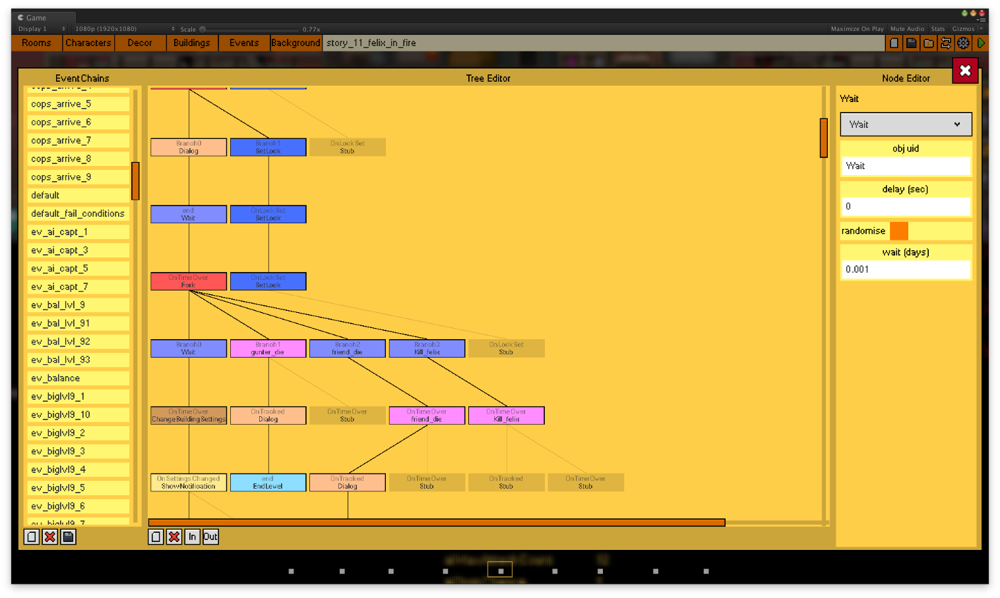 Game
Display 1 1080p (1920x1080) Scale 0.77x Maximize On Play Mute Audio Stats Gizmos
Rooms Characters Decor Buildings Events Background story_11_felix_in_fire
EventChains Tree Editor Node Editor
cops_arrive_5
cops_arrive_6
cops_arrive_7
cops_arrive_8
cops_arrive_9
default
default_fail_conditions
ev_ai_capt_1
ev_ai_capt_3
ev_ai_capt_5
ev_ai_capt_7
ev_bal_lvl_9
ev_bal_lvl_91
ev_bal_lvl_92
ev_bal_lvl_93
ev_balance
ev_biglvl9_1
ev_biglvl9_10
ev_biglvl9_2
ev_biglvl9_3
ev_biglvl9_4
ev_biglvl9_5
ev_biglvl9_6
ev_biglvl9_7
Branch0 Branch1 OnLockSet
Dialog SetLock Stub
end OnLockSet
Wait SetLock
OnTimeOver OnLockSet
Fork SetLock
Branch0 Branch1 Branch2 Branch3 OnLockSet
Wait gunter_die friend_die Kill_felix Stub
OnTimeOver OnTracked OnTimeOver OnTimeOver OnTimeOver
ChangeBuildingSettings Dialog Stub friend_die Kill_felix
OnSettingsChanged end OnTracked OnTimeOver OnTracked OnTimeOver
ShowNotification EndLevel Dialog Stub Stub Stub
In Out
Wait
Wait
obj uid
Wait
delay (sec)
0
randomise
wait (days)
0.001